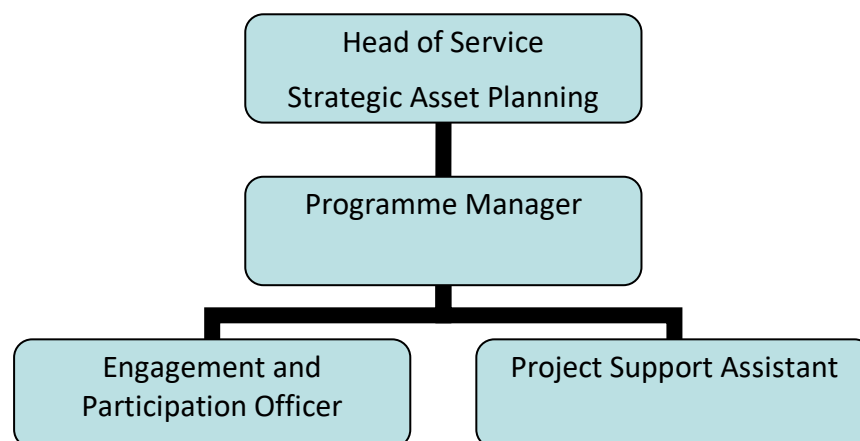 Head of Service
Strategic Asset Planning
Programme Manager
Engagement and
Participation Officer
Project Support Assistant